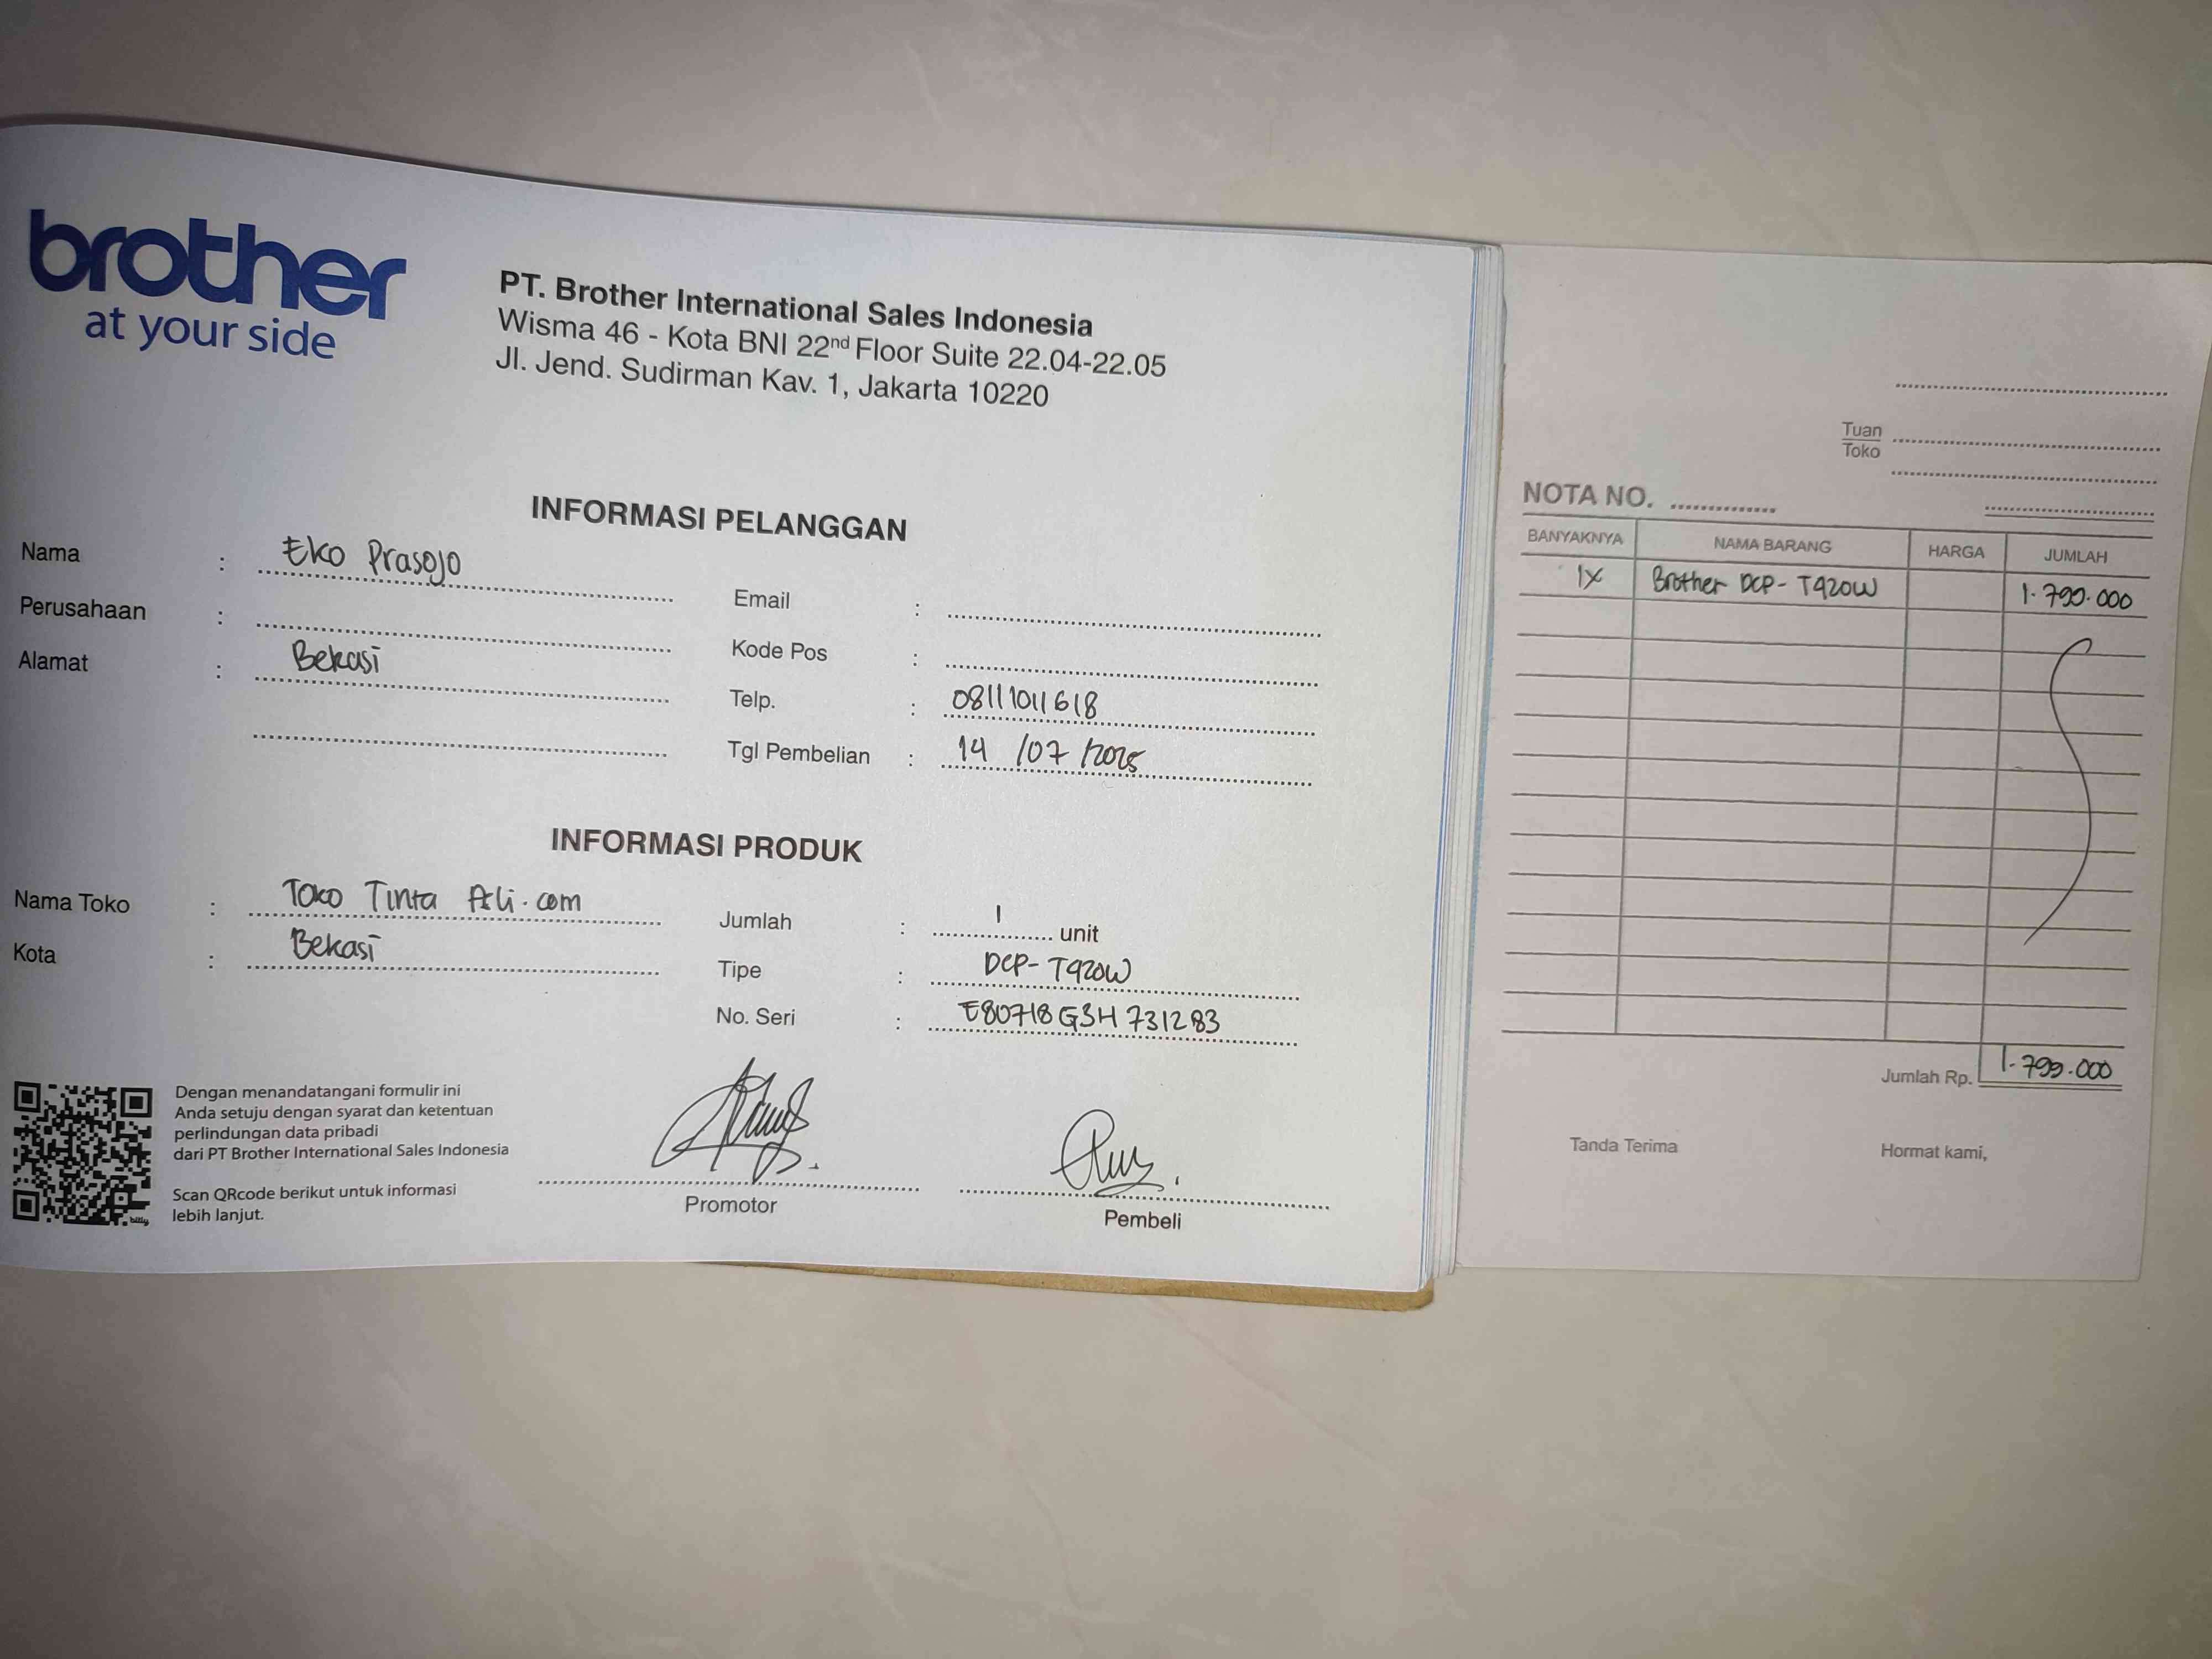 brother
at your side
PT. Brother International Sales Indonesia
Wisma 46 - Kota BNI 22nd Floor Suite 22.04-22.05
Jl. Jend. Sudirman Kav. 1, Jakarta 10220
INFORMASI PELANGGAN
Nama : Eko Prasojo
Perusahaan :
Alamat : Bekasi
Email :
Kode Pos :
Telp. : 08111011618
Tgl Pembelian : 14 /07 /2025
INFORMASI PRODUK
Nama Toko : Toko Tinta Asli.com
Kota : Bekasi
Jumlah : 1 unit
Tipe : DCP-T920W
No. Seri : E80718G3H731283
Dengan menandatangani formulir ini
Anda setuju dengan syarat dan ketentuan
perlindungan data pribadi
dari PT Brother International Sales Indonesia
Scan QRcode berikut untuk informasi
lebih lanjut.
bitly
Promotor
Pembeli
Tuan
Toko
NOTA NO.
BANYAKNYA NAMA BARANG HARGA JUMLAH
1x Brother DCP-T920W 1.799.000
Jumlah Rp. 1.799.000
Tanda Terima Hormat kami,